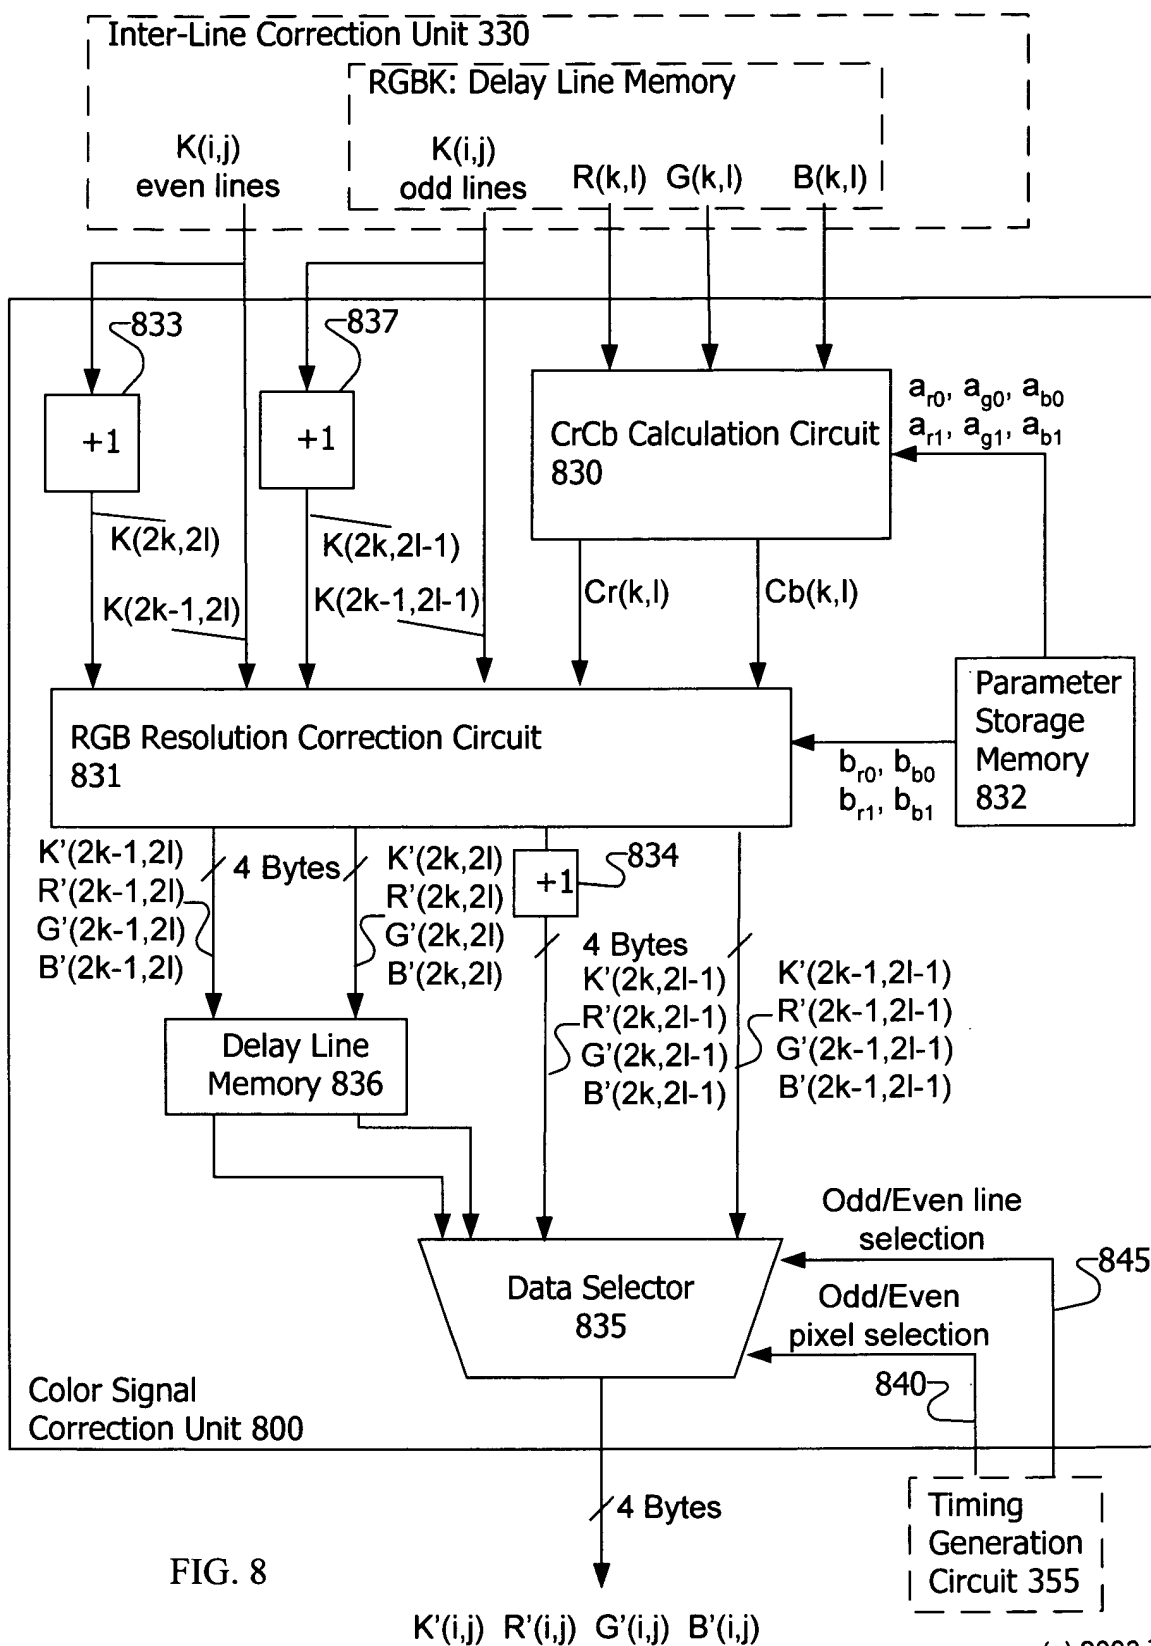 Inter-Line Correction Unit 330
RGBK: Delay Line Memory
K(i,j)
even lines
K(i,j)
odd lines
R(k,l)
G(k,l)
B(k,l)
833
837
+1
+1
CrCb Calculation Circuit
830
a_r0, a_g0, a_b0
a_r1, a_g1, a_b1
K(2k,2l)
K(2k-1,2l)
K(2k,2l-1)
K(2k-1,2l-1)
Cr(k,l)
Cb(k,l)
RGB Resolution Correction Circuit
831
b_r0, b_b0
b_r1, b_b1
Parameter
Storage
Memory
832
K'(2k-1,2l)
R'(2k-1,2l)
G'(2k-1,2l)
B'(2k-1,2l)
4 Bytes
K'(2k,2l)
R'(2k,2l)
G'(2k,2l)
B'(2k,2l)
+1
834
4 Bytes
K'(2k,2l-1)
R'(2k,2l-1)
G'(2k,2l-1)
B'(2k,2l-1)
K'(2k-1,2l-1)
R'(2k-1,2l-1)
G'(2k-1,2l-1)
B'(2k-1,2l-1)
Delay Line
Memory 836
Odd/Even line
selection
845
Data Selector
835
Odd/Even
pixel selection
840
Color Signal
Correction Unit 800
4 Bytes
Timing
Generation
Circuit 355
FIG. 8
K'(i,j) R'(i,j) G'(i,j) B'(i,j)